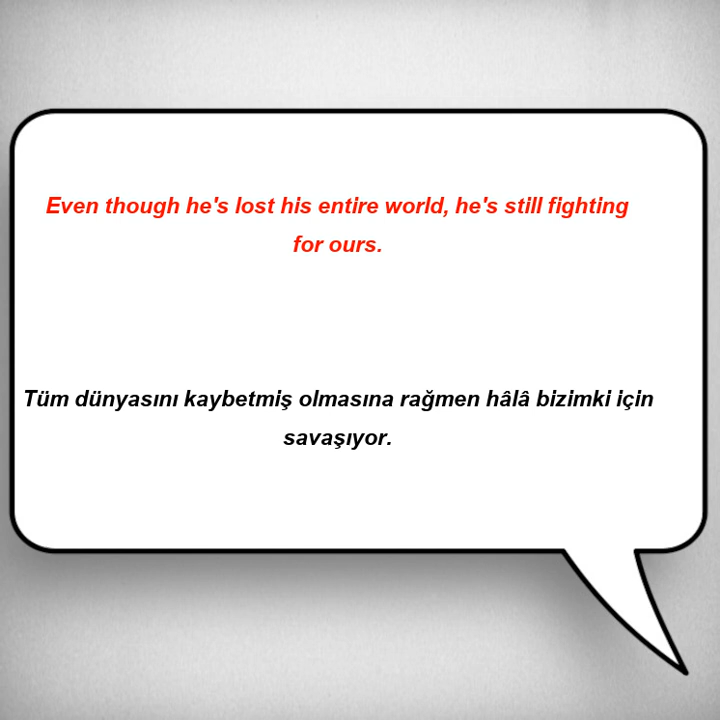 Even though he's lost his entire world, he's still fighting
for ours.
Tüm dünyasını kaybetmiş olmasına rağmen hâlâ bizimki için
savaşıyor.